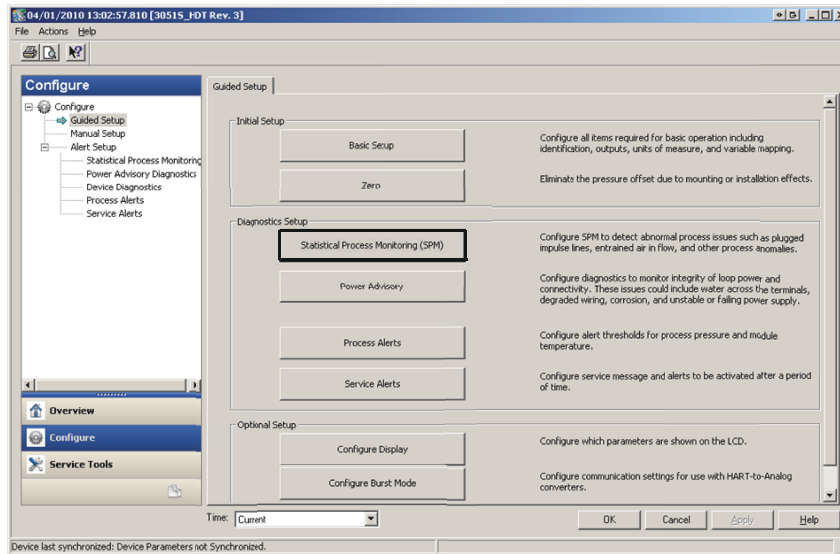 04/01/2010 13:02:57.810 [3051S_HDT Rev. 3]
File Actions Help
Configure
Configure
Guided Setup
Manual Setup
Alert Setup
Statistical Process Monitoring
Power Advisory Diagnostics
Device Diagnostics
Process Alerts
Service Alerts
Overview
Configure
Service Tools
Guided Setup
Initial Setup
Basic Setup
Configure all items required for basic operation including
identification, outputs, units of measure, and variable mapping.
Zero
Eliminates the pressure offset due to mounting or installation effects.
Diagnostics Setup
Statistical Process Monitoring (SPM)
Configure SPM to detect abnormal process issues such as plugged
impulse lines, entrained air in flow, and other process anomalies.
Power Advisory
Configure diagnostics to monitor integrity of loop power and
connectivity. These issues could include water across the terminals,
degraded wiring, corrosion, and unstable or failing power supply.
Process Alerts
Configure alert thresholds for process pressure and module
temperature.
Service Alerts
Configure service message and alerts to be activated after a period
of time.
Optional Setup
Configure Display
Configure which parameters are shown on the LCD.
Configure Burst Mode
Configure communication settings for use with HART-to-Analog
converters.
Time: Current
OK Cancel Apply Help
Device last synchronized: Device Parameters not Synchronized.